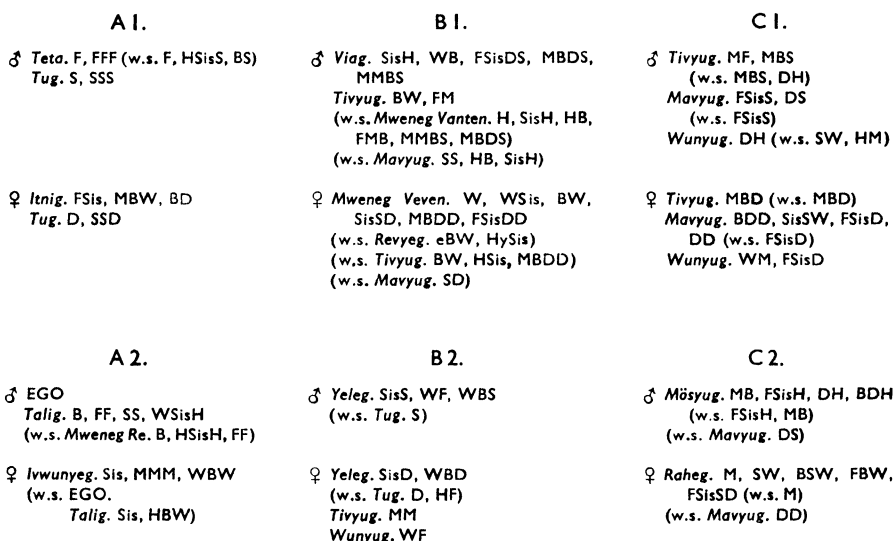 A1.
♂ Teta. F, FFF (w.s. F, HSisS, BS)
Tug. S, SSS
♀ Itnig. FSis, MBW, BD
Tug. D, SSD
B1.
♂ Viag. SisH, WB, FSisDS, MBDS,
MMBS
Tivyug. BW, FM
(w.s. Mweneg Vanten. H, SisH, HB,
FMB, MMBS, MBDS)
(w.s. Mavyug. SS, HB, SisH)
♀ Mweneg Veven. W, WSis, BW,
SisSD, MBDD, FSisDD
(w.s. Revyeg. eBW, HySis)
(w.s. Tivyug. BW, HSis, MBDD)
(w.s. Mavyug. SD)
C1.
♂ Tivyug. MF, MBS
(w.s. MBS, DH)
Mavyug. FSisS, DS
(w.s. FSisS)
Wunyug. DH (w.s. SW, HM)
♀ Tivyug. MBD (w.s. MBD)
Mavyug. BDD, SisSW, FSisD,
DD (w.s. FSisD)
Wunyug. WM, FSisD
A2.
♂ EGO
Talig. B, FF, SS, WSisH
(w.s. Mweneg Re. B, HSisH, FF)
♀ Ivwunyeg. Sis, MMM, WBW
(w.s. EGO.
Talig. Sis, HBW)
B2.
♂ Yeleg. SisS, WF, WBS
(w.s. Tug. S)
♀ Yeleg. SisD, WBD
(w.s. Tug. D, HF)
Tivyug. MM
Wunyug. WF
C2.
♂ Mösyug. MB, FSisH, DH, BDH
(w.s. FSisH, MB)
(w.s. Mavyug. DS)
♀ Raheg. M, SW, BSW, FBW,
FSisSD (w.s. M)
(w.s. Mavyug. DD)